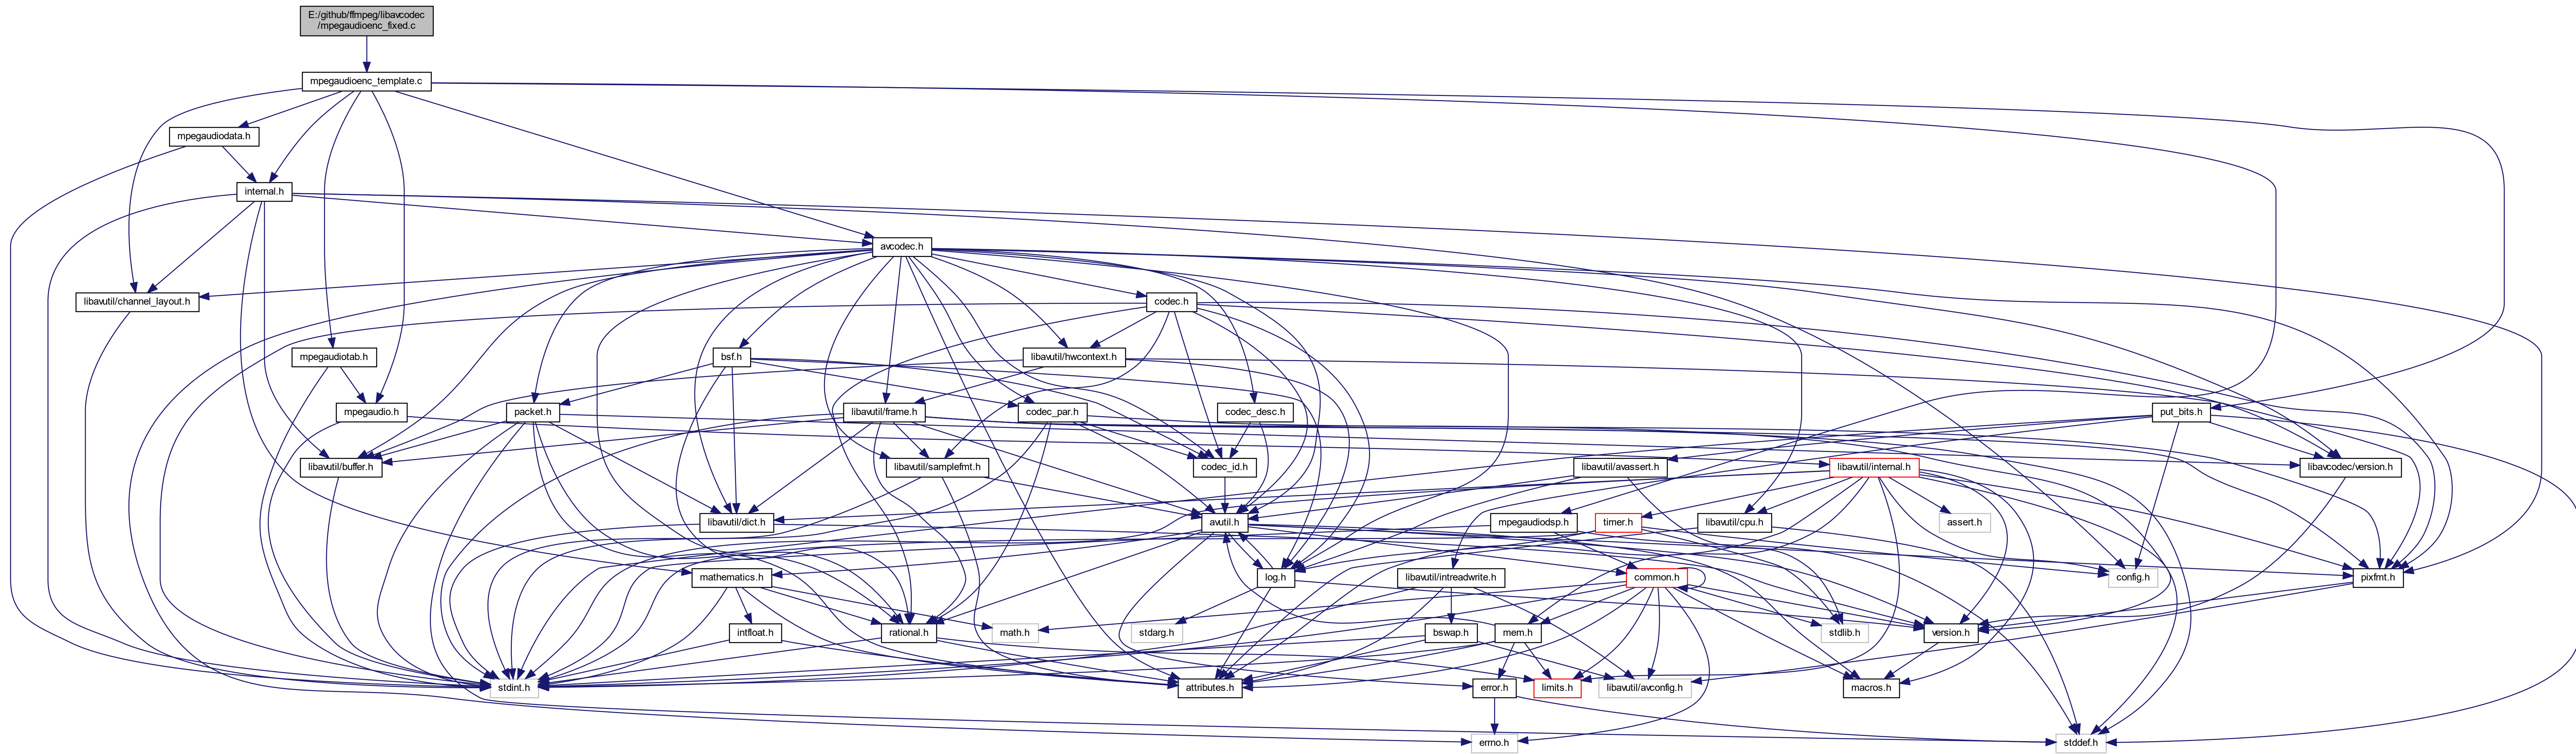 E:/github/ffmpeg/libavcodec
/mpegaudioenc_fixed.c
mpegaudioenc_template.c
mpegaudiodata.h
internal.h
avcodec.h
libavutil/channel_layout.h
codec.h
mpegaudiotab.h
bsf.h
libavutil/hwcontext.h
mpegaudio.h
packet.h
libavutil/frame.h
codec_par.h
codec_desc.h
put_bits.h
libavutil/buffer.h
libavutil/samplefmt.h
codec_id.h
libavutil/avassert.h
libavutil/internal.h
libavcodec/version.h
libavutil/dict.h
avutil.h
mpegaudiodsp.h
timer.h
libavutil/cpu.h
assert.h
mathematics.h
log.h
libavutil/intreadwrite.h
common.h
config.h
pixfmt.h
intfloat.h
rational.h
math.h
stdarg.h
bswap.h
mem.h
stdlib.h
version.h
stdint.h
attributes.h
error.h
limits.h
libavutil/avconfig.h
macros.h
errno.h
stddef.h